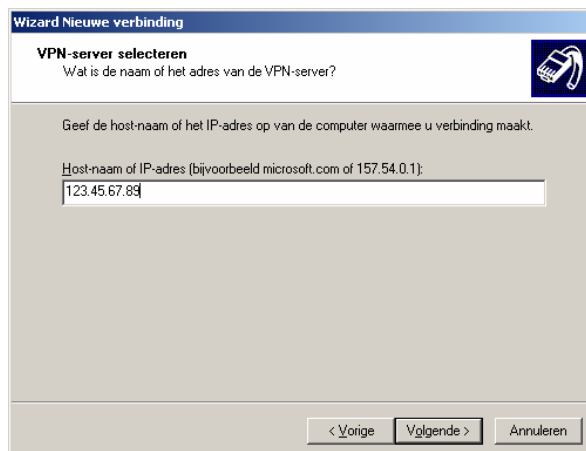 Wizard Nieuwe verbinding
VPN-server selecteren
Wat is de naam of het adres van de VPN-server?
Geef de host-naam of het IP-adres op van de computer waarmee u verbinding maakt.
Host-naam of IP-adres (bijvoorbeeld microsoft.com of 157.54.0.1):
123.45.67.89
< Vorige
Volgende >
Annuleren